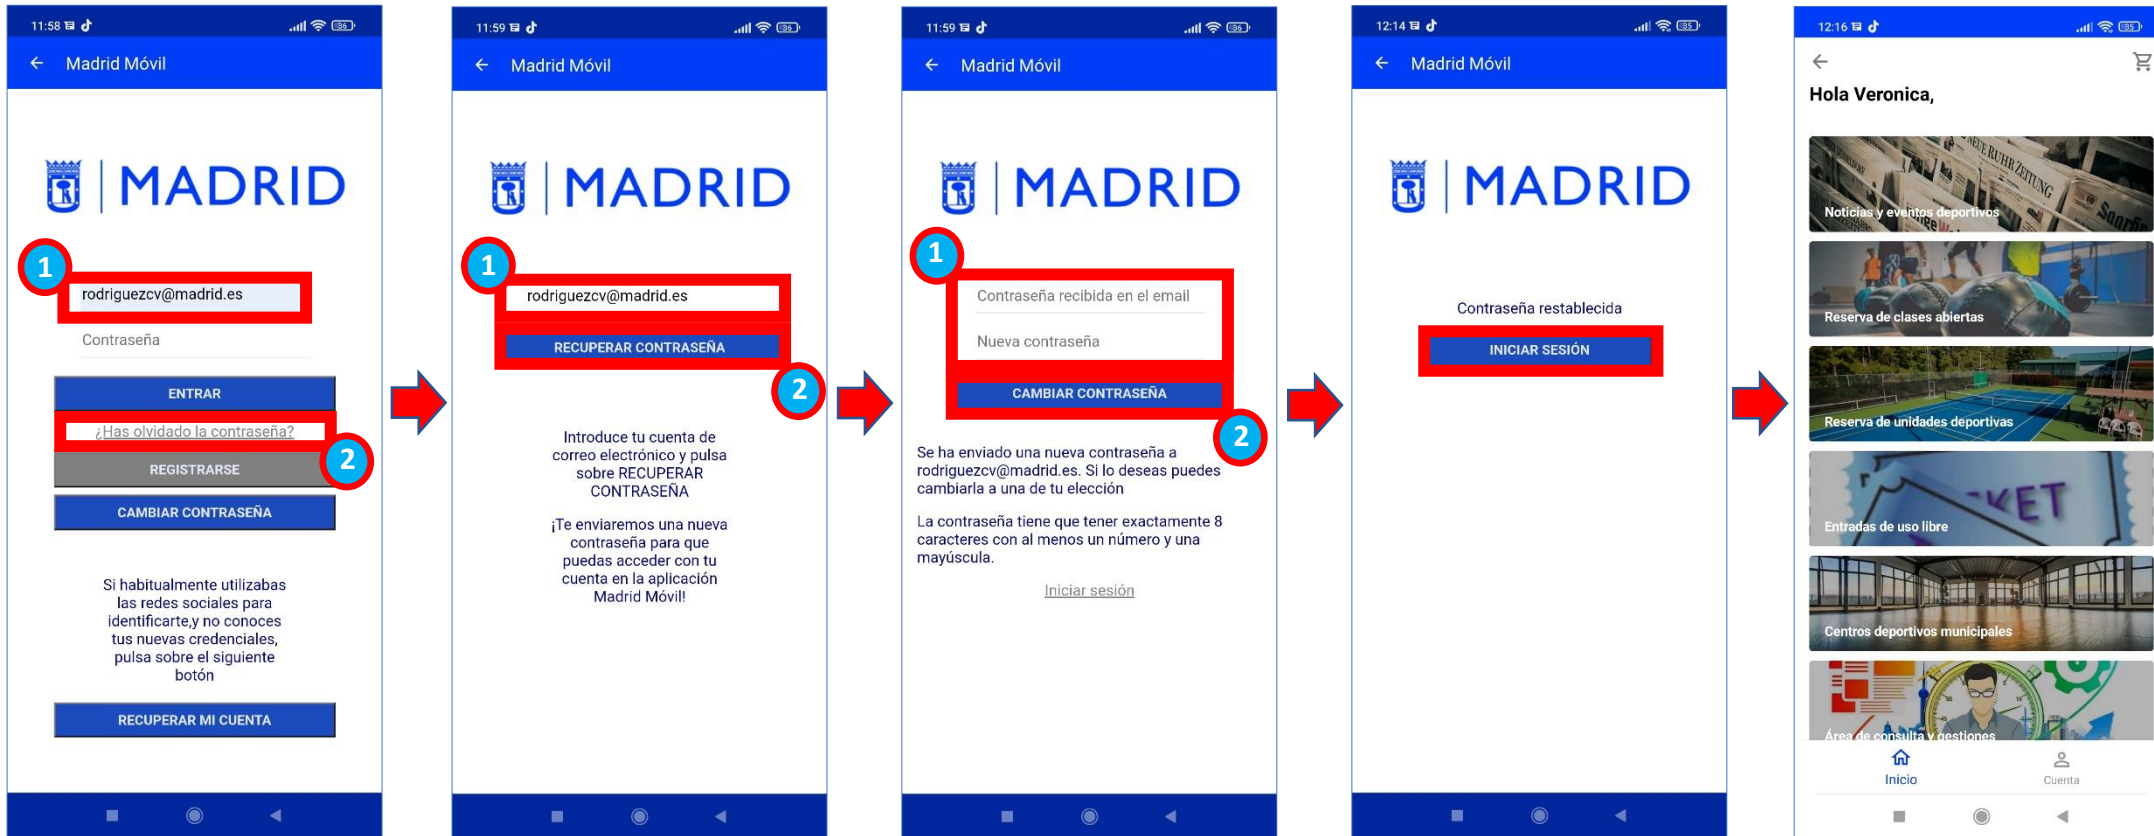 11:58
Madrid Móvil
MADRID
1
rodriguezcv@madrid.es
Contraseña
ENTRAR
¿Has olvidado la contraseña?
2
REGISTRARSE
CAMBIAR CONTRASEÑA
Si habitualmente utilizabas
las redes sociales para
identificarte,y no conoces
tus nuevas credenciales,
pulsa sobre el siguiente
botón
RECUPERAR MI CUENTA
11:59
Madrid Móvil
MADRID
1
rodriguezcv@madrid.es
RECUPERAR CONTRASEÑA
2
Introduce tu cuenta de
correo electrónico y pulsa
sobre RECUPERAR
CONTRASEÑA
¡Te enviaremos una nueva
contraseña para que
puedas acceder con tu
cuenta en la aplicación
Madrid Móvil!
11:59
Madrid Móvil
MADRID
1
Contraseña recibida en el email
Nueva contraseña
CAMBIAR CONTRASEÑA
2
Se ha enviado una nueva contraseña a
rodriguezcv@madrid.es. Si lo deseas puedes
cambiarla a una de tu elección
La contraseña tiene que tener exactamente 8
caracteres con al menos un número y una
mayúscula.
Iniciar sesión
12:14
Madrid Móvil
MADRID
Contraseña restablecida
INICIAR SESIÓN
12:16
Hola Veronica,
NEUE RUHR ZEITUNG
Noticias y eventos deportivos
Reserva de clases abiertas
Reserva de unidades deportivas
Entradas de uso libre
Centros deportivos municipales
Área de consulta y gestiones
Inicio
Cuenta